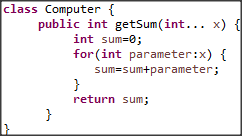 class Computer {
public int getSum(int... x) {
int sum=0;
for(int parameter:x) {
sum=sum+parameter;
}
return sum;
}
}